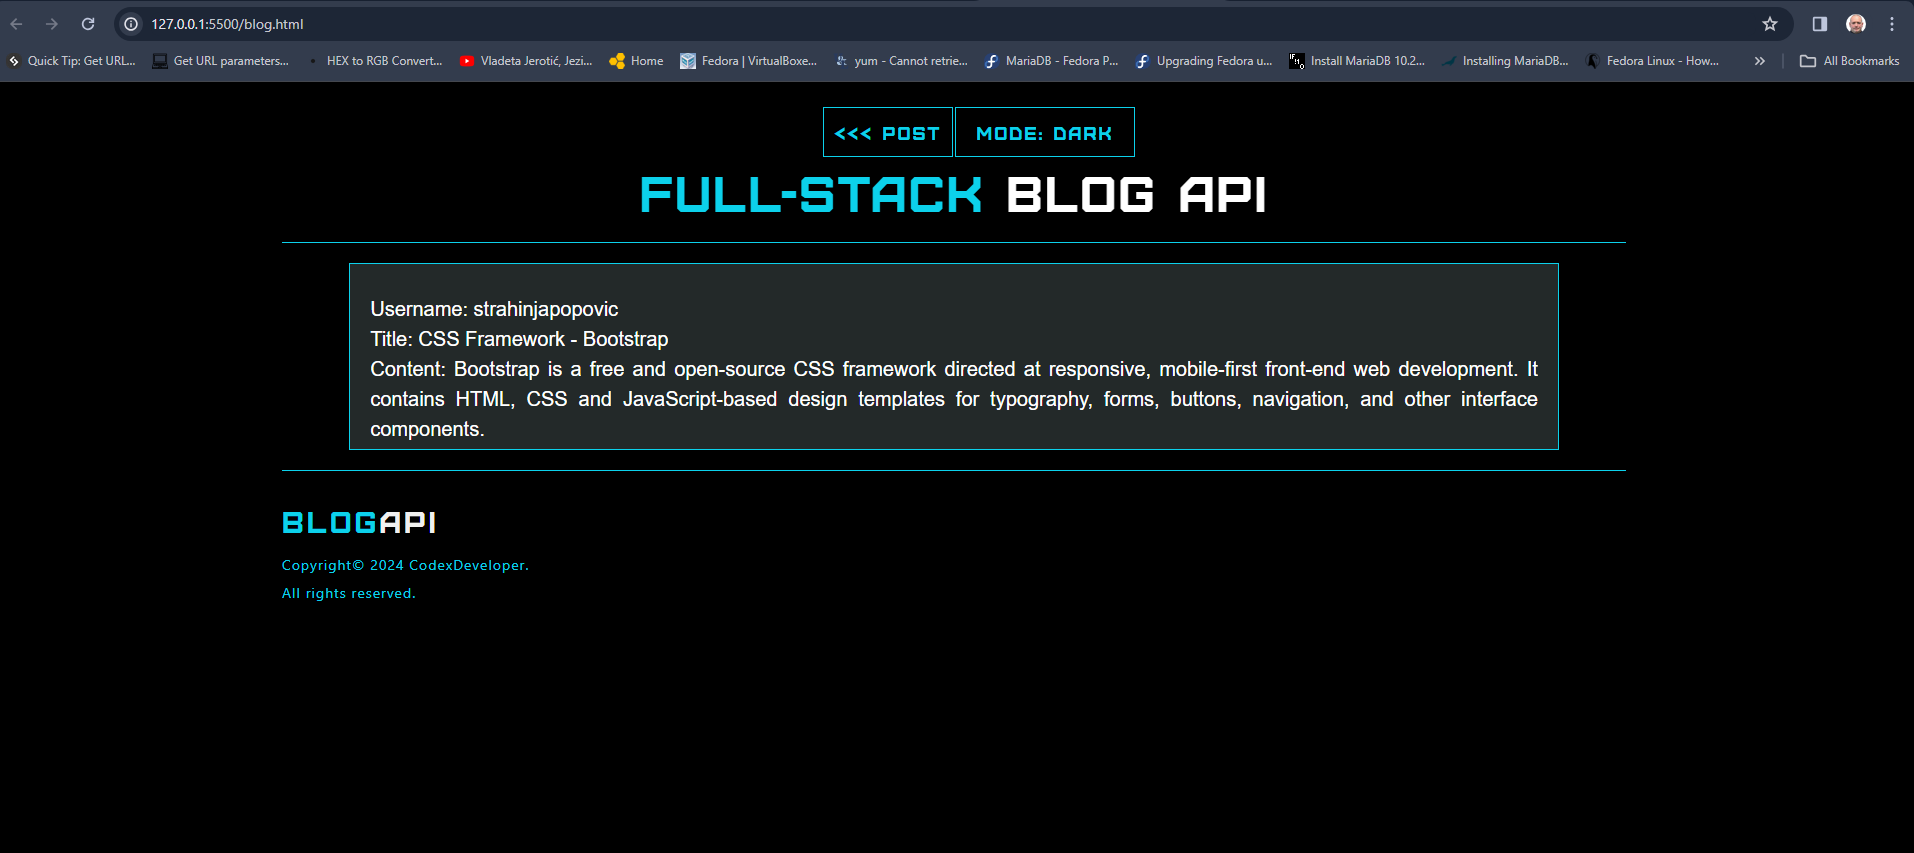 127.0.0.1:5500/blog.html
Quick Tip: Get URL... Get URL parameters... HEX to RGB Convert... Vladeta Jerotić, Jezi... Home Fedora | VirtualBoxe... yum - Cannot retrie... MariaDB - Fedora P... Upgrading Fedora u... Install MariaDB 10.2... Installing MariaDB... Fedora Linux - How... » All Bookmarks
<<< POST MODE: DARK
FULL-STACK BLOG API
Username: strahinjapopovic
Title: CSS Framework - Bootstrap
Content: Bootstrap is a free and open-source CSS framework directed at responsive, mobile-first front-end web development. It
contains HTML, CSS and JavaScript-based design templates for typography, forms, buttons, navigation, and other interface
components.
BLOGAPI
Copyright© 2024 CodexDeveloper.
All rights reserved.